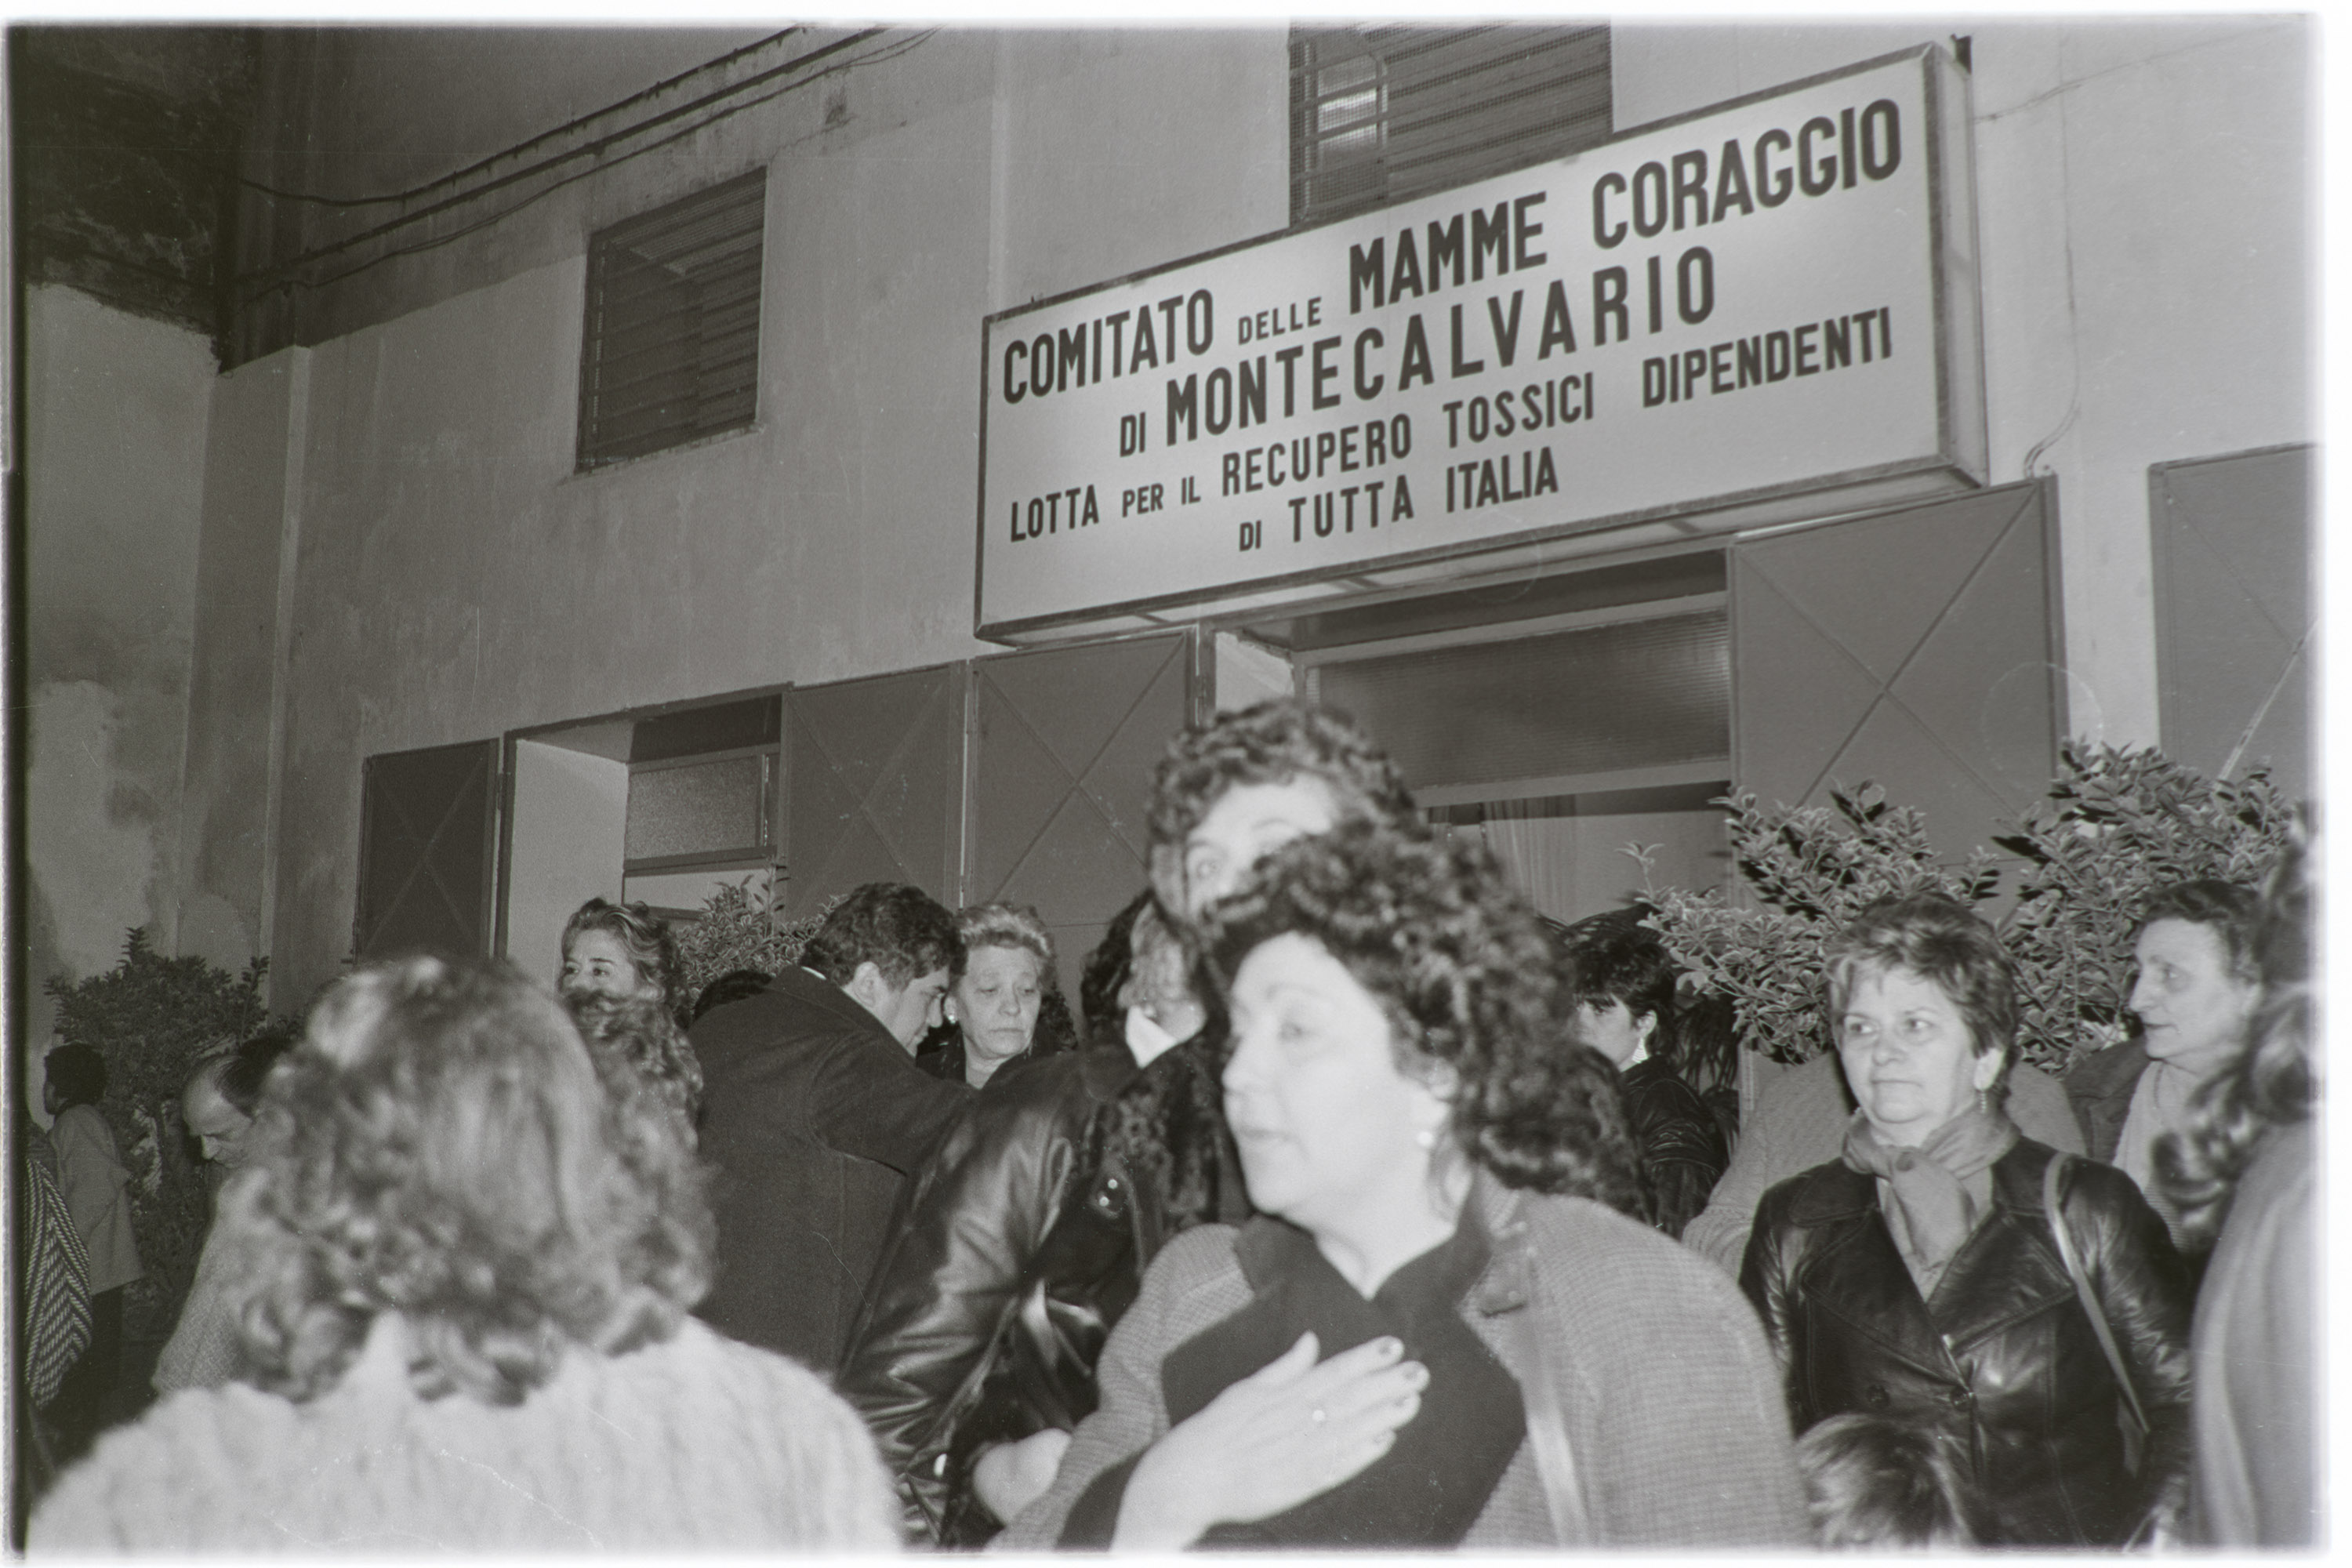 COMITATO DELLE MAMME CORAGGIO
DI MONTECALVARIO
LOTTA PER IL RECUPERO TOSSICI DIPENDENTI
DI TUTTA ITALIA